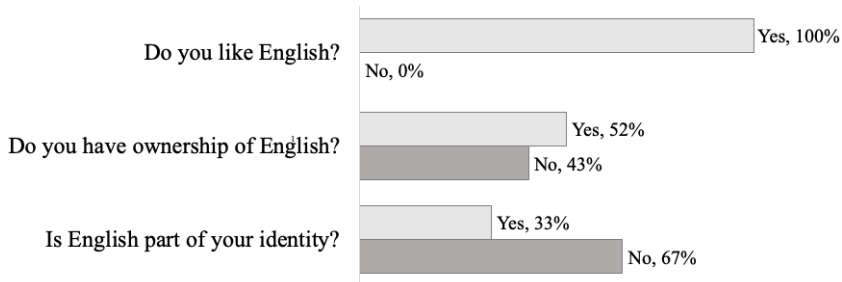 Do you like English?
Yes, 100%
No, 0%
Do you have ownership of English?
Yes, 52%
No, 43%
Is English part of your identity?
Yes, 33%
No, 67%